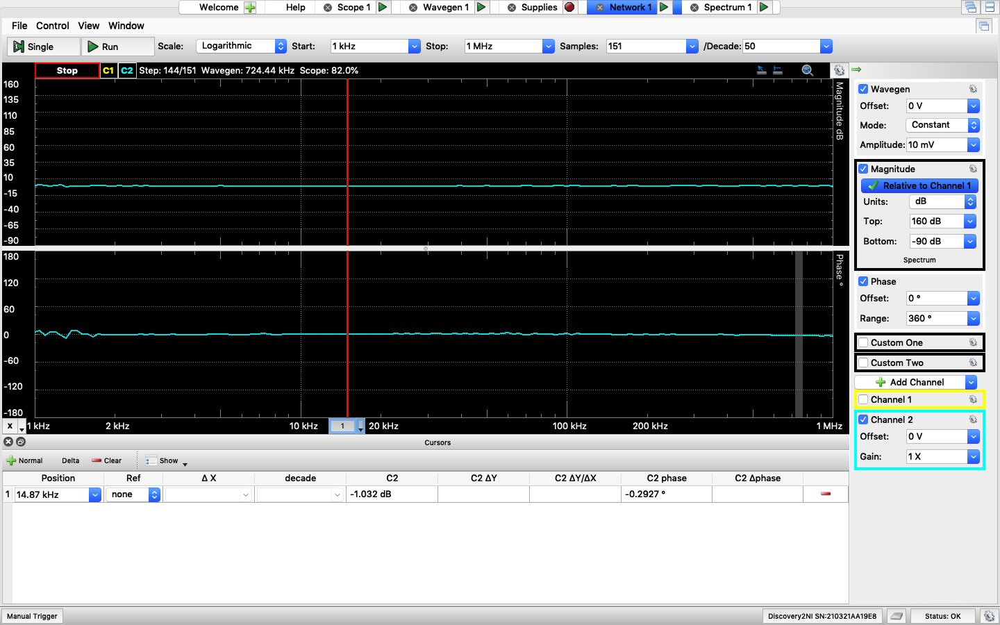 Welcome Help Scope 1 Wavegen 1 Supplies Network 1 Spectrum 1
File Control View Window
Single Run Scale: Logarithmic Start: 1 kHz Stop: 1 MHz Samples: 151 /Decade: 50
Stop C1 C2 Step: 144/151 Wavegen: 724.44 kHz Scope: 82.0%
160
135
110
85
60
35
10
-15
-40
-65
-90
Magnitude dB
180
120
60
0
-60
-120
-180
Phase °
X 1 kHz 2 kHz 10 kHz 1 20 kHz 100 kHz 200 kHz 1 MHz
Wavegen
Offset: 0 V
Mode: Constant
Amplitude: 10 mV
Magnitude
Relative to Channel 1
Units: dB
Top: 160 dB
Bottom: -90 dB
Spectrum
Phase
Offset: 0 °
Range: 360 °
Custom One
Custom Two
Add Channel
Channel 1
Channel 2
Offset: 0 V
Gain: 1 X
Cursors
Normal Delta Clear Show
Position Ref Δ X decade C2 C2 ΔY C2 ΔY/ΔX C2 phase C2 Δphase
1 14.87 kHz none -1.032 dB -0.2927 °
Manual Trigger Discovery2NI SN:210321AA19E8 Status: OK